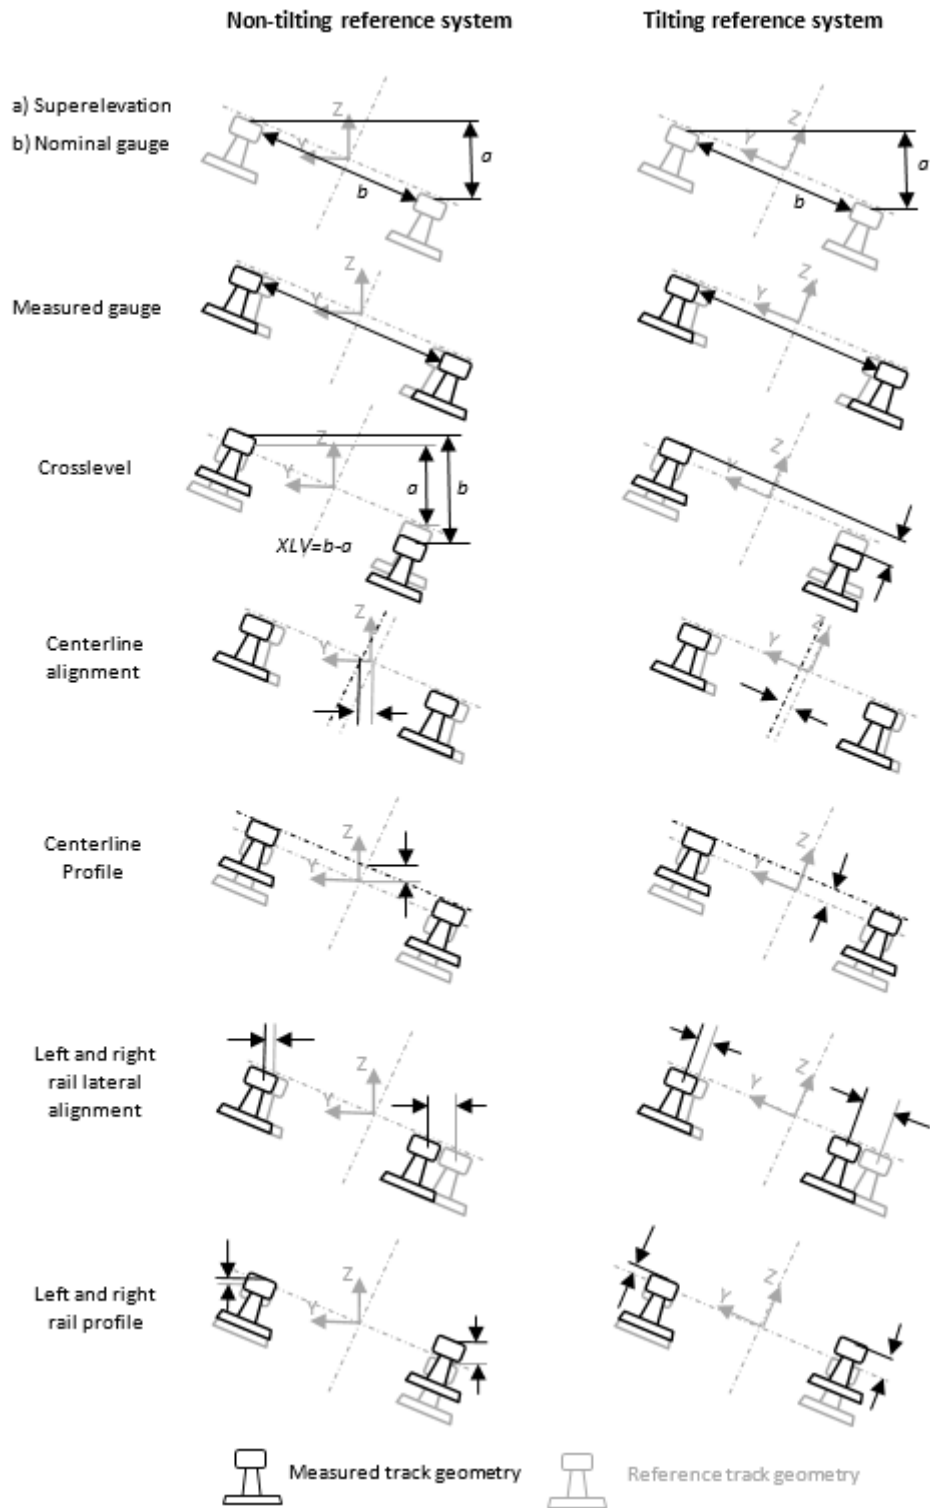 Non-tilting reference system
Tilting reference system
a) Superelevation
b) Nominal gauge
Z
Y
a
b
Z
Y
a
b
Measured gauge
Z
Y
Z
Y
Crosslevel
Z
Y
a
b
XLV=b-a
Z
Y
Centerline
alignment
Z
Y
Z
Y
Centerline
Profile
Z
Y
Z
Y
Left and right
rail lateral
alignment
Z
Y
Z
Y
Left and right
rail profile
Z
Y
Z
Y
Measured track geometry
Reference track geometry